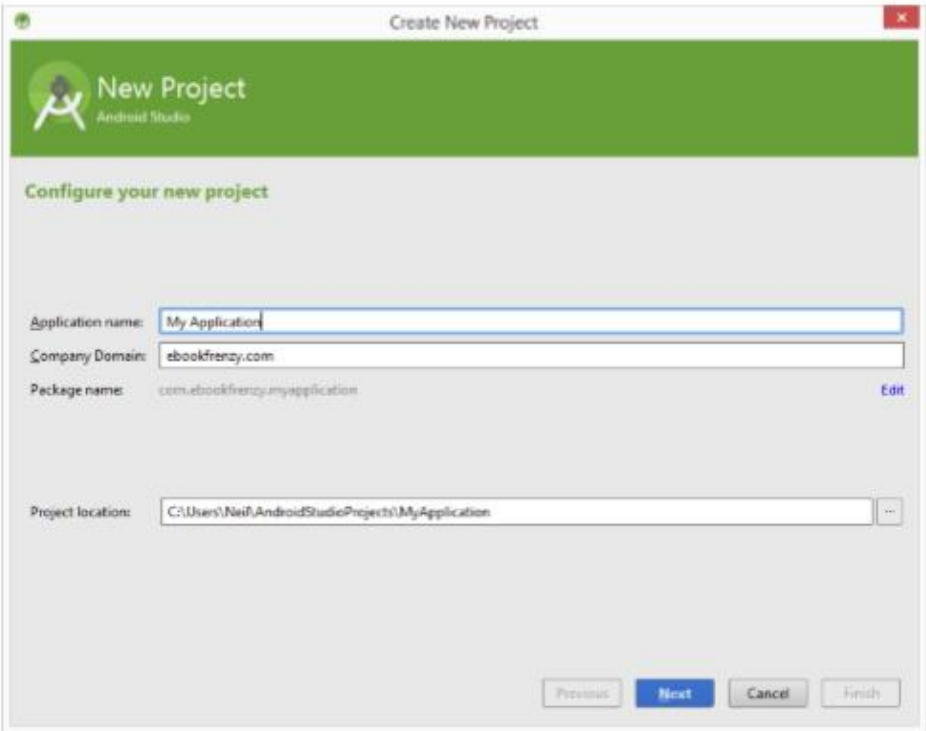 Create New Project
New Project
Android Studio
Configure your new project
Application name: My Application
Company Domain: ebookfrenzy.com
Package name: com.ebookfrenzy.myapplication Edit
Project location: C:\Users\Neil\AndroidStudioProjects\MyApplication ...
Previous Next Cancel Finish